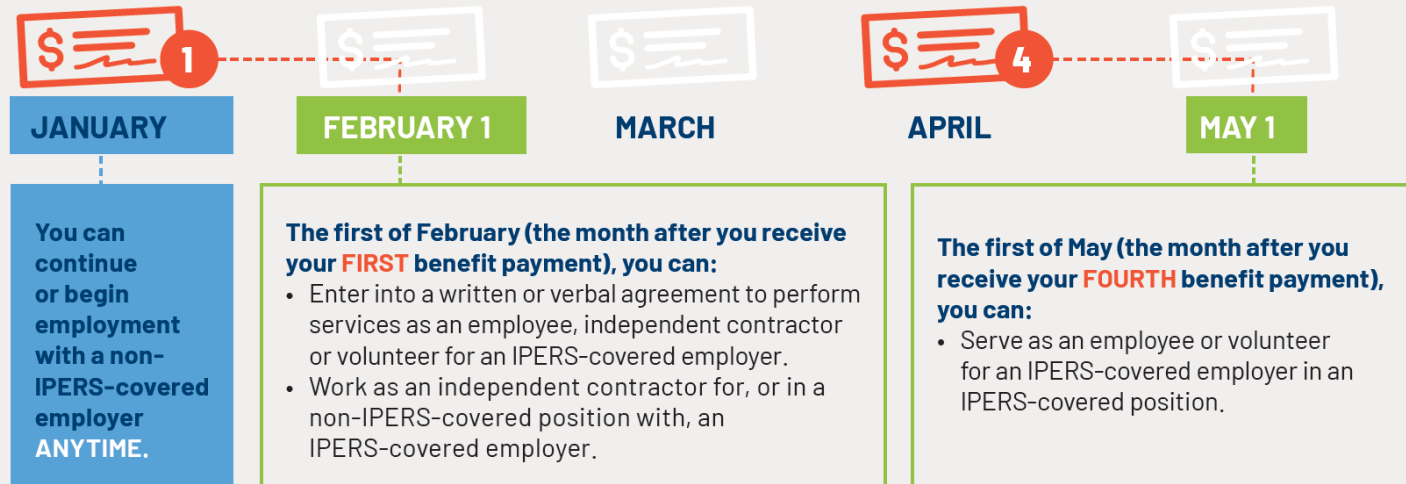 $ 1
$
$
$ 4
$
JANUARY
FEBRUARY 1
MARCH
APRIL
MAY 1
You can
continue
or begin
employment
with a non-
IPERS-covered
employer
ANYTIME.
The first of February (the month after you receive
your FIRST benefit payment), you can:
• Enter into a written or verbal agreement to perform
services as an employee, independent contractor
or volunteer for an IPERS-covered employer.
• Work as an independent contractor for, or in a
non-IPERS-covered position with, an
IPERS-covered employer.
The first of May (the month after you
receive your FOURTH benefit payment),
you can:
• Serve as an employee or volunteer
for an IPERS-covered employer in an
IPERS-covered position.